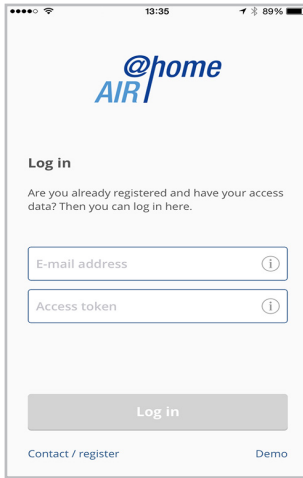 13:35
89%
@home
AIR
Log in
Are you already registered and have your access
data? Then you can log in here.
E-mail address
i
Access token
i
Log in
Contact / register
Demo